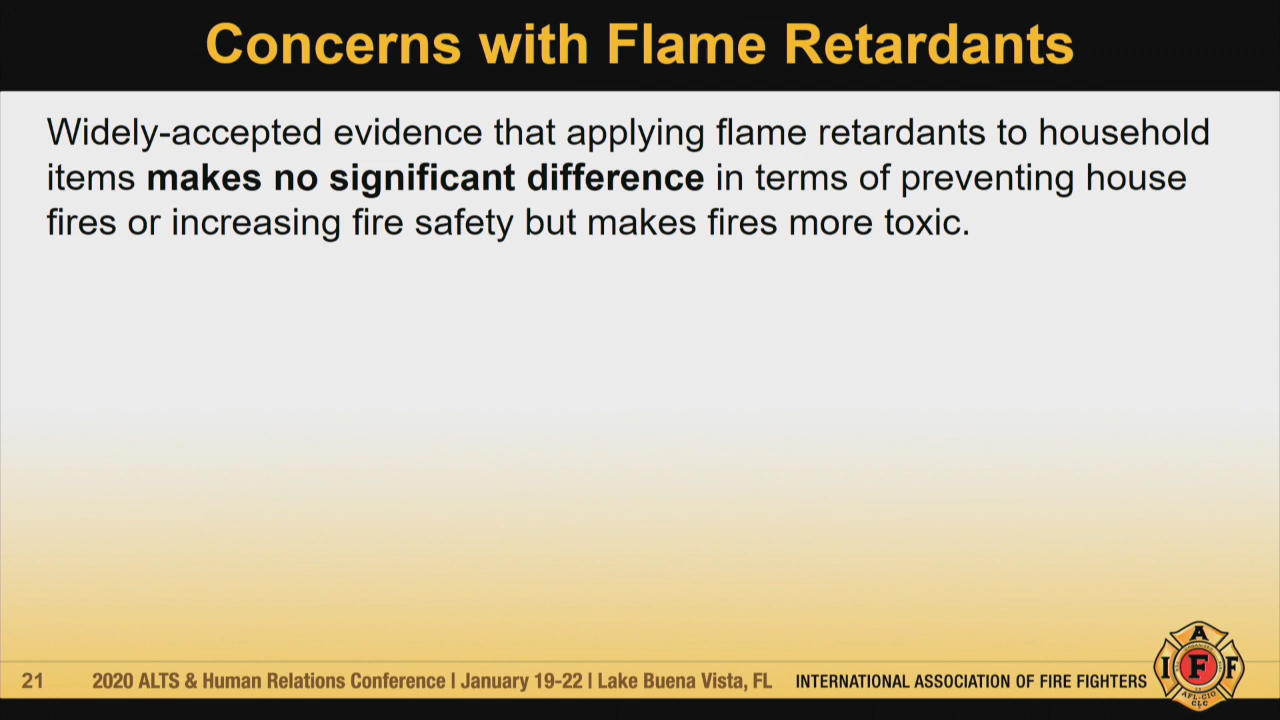 Concerns with Flame Retardants
Widely-accepted evidence that applying flame retardants to household
items makes no significant difference in terms of preventing house
fires or increasing fire safety but makes fires more toxic.
21 2020 ALTS & Human Relations Conference | January 19-22 | Lake Buena Vista, FL INTERNATIONAL ASSOCIATION OF FIRE FIGHTERS
A
I F F
AFL-CIO
CLC